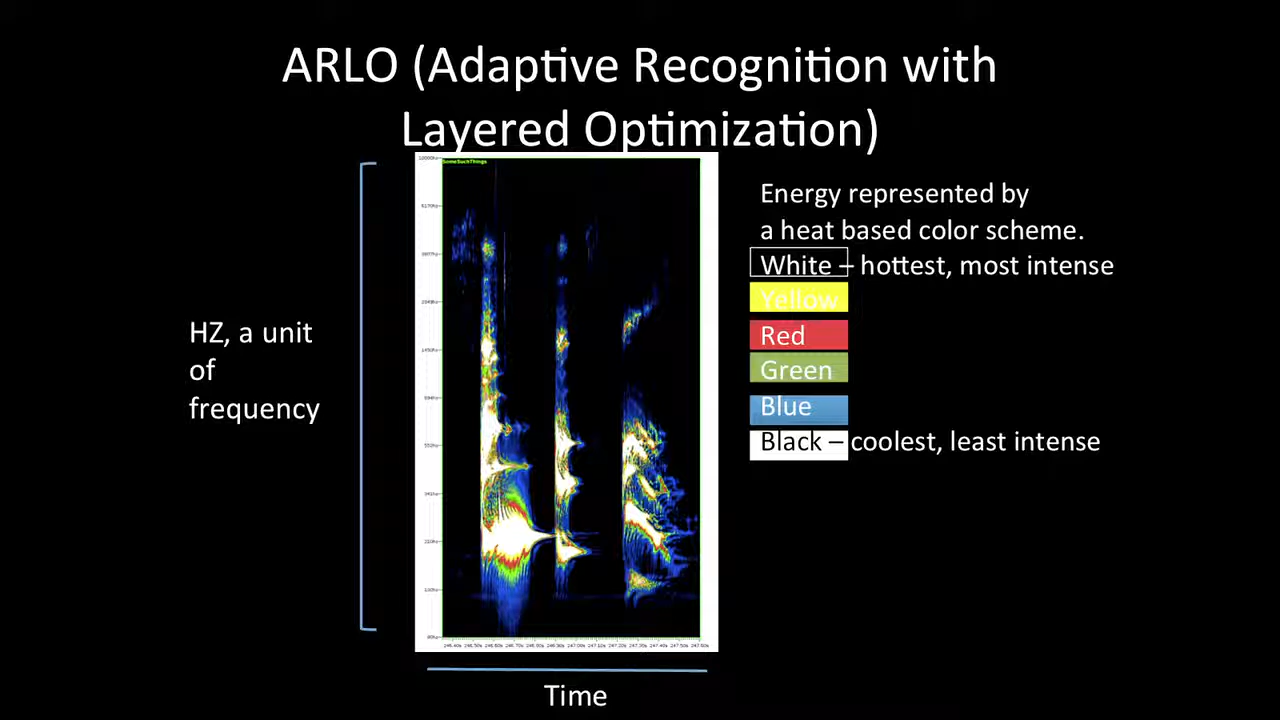 ARLO (Adaptive Recognition with
Layered Optimization)
SomeSuchThings
HZ, a unit
of
frequency
Energy represented by
a heat based color scheme.
White – hottest, most intense
Yellow
Red
Green
Blue
Black – coolest, least intense
Time